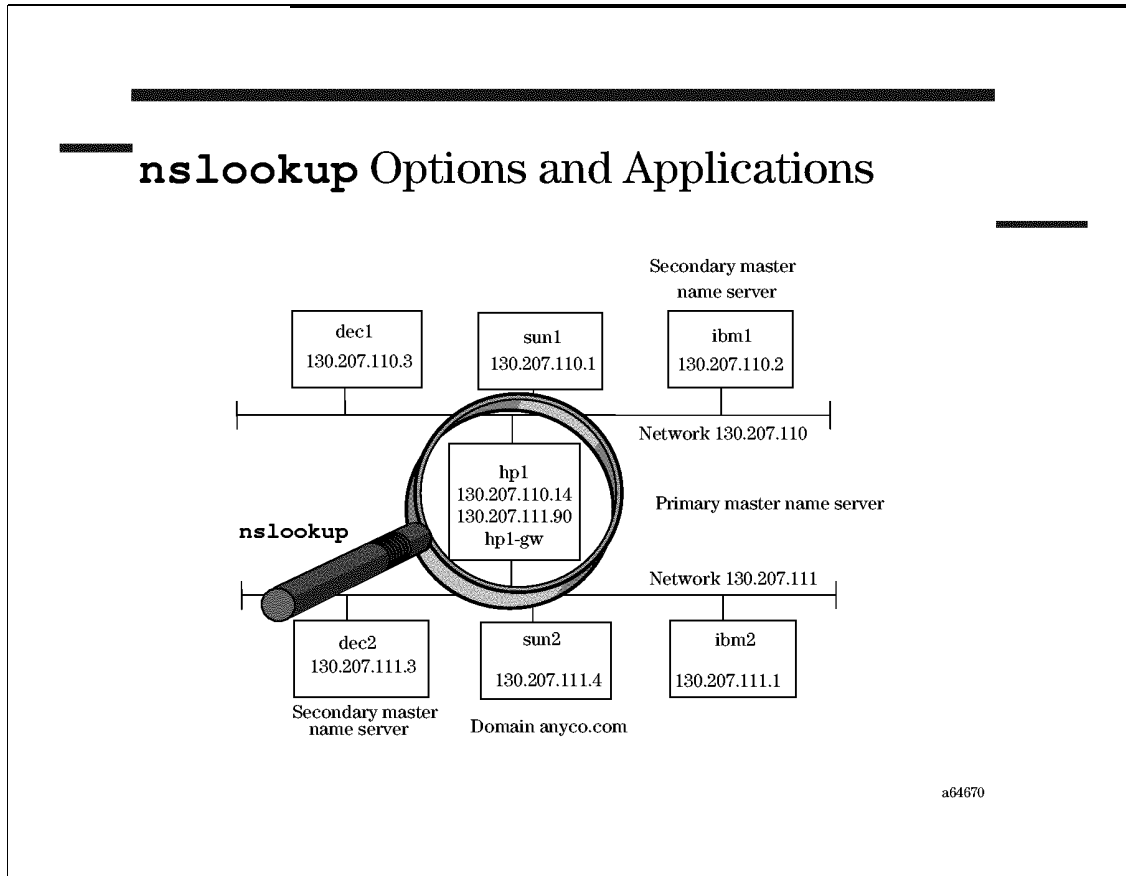 nslookup Options and Applications
Secondary master
name server
dec1
130.207.110.3
sun1
130.207.110.1
ibm1
130.207.110.2
Network 130.207.110
hp1
130.207.110.14
130.207.111.90
hp1-gw
Primary master name server
nslookup
Network 130.207.111
dec2
130.207.111.3
sun2
130.207.111.4
ibm2
130.207.111.1
Secondary master
name server
Domain anyco.com
a64670